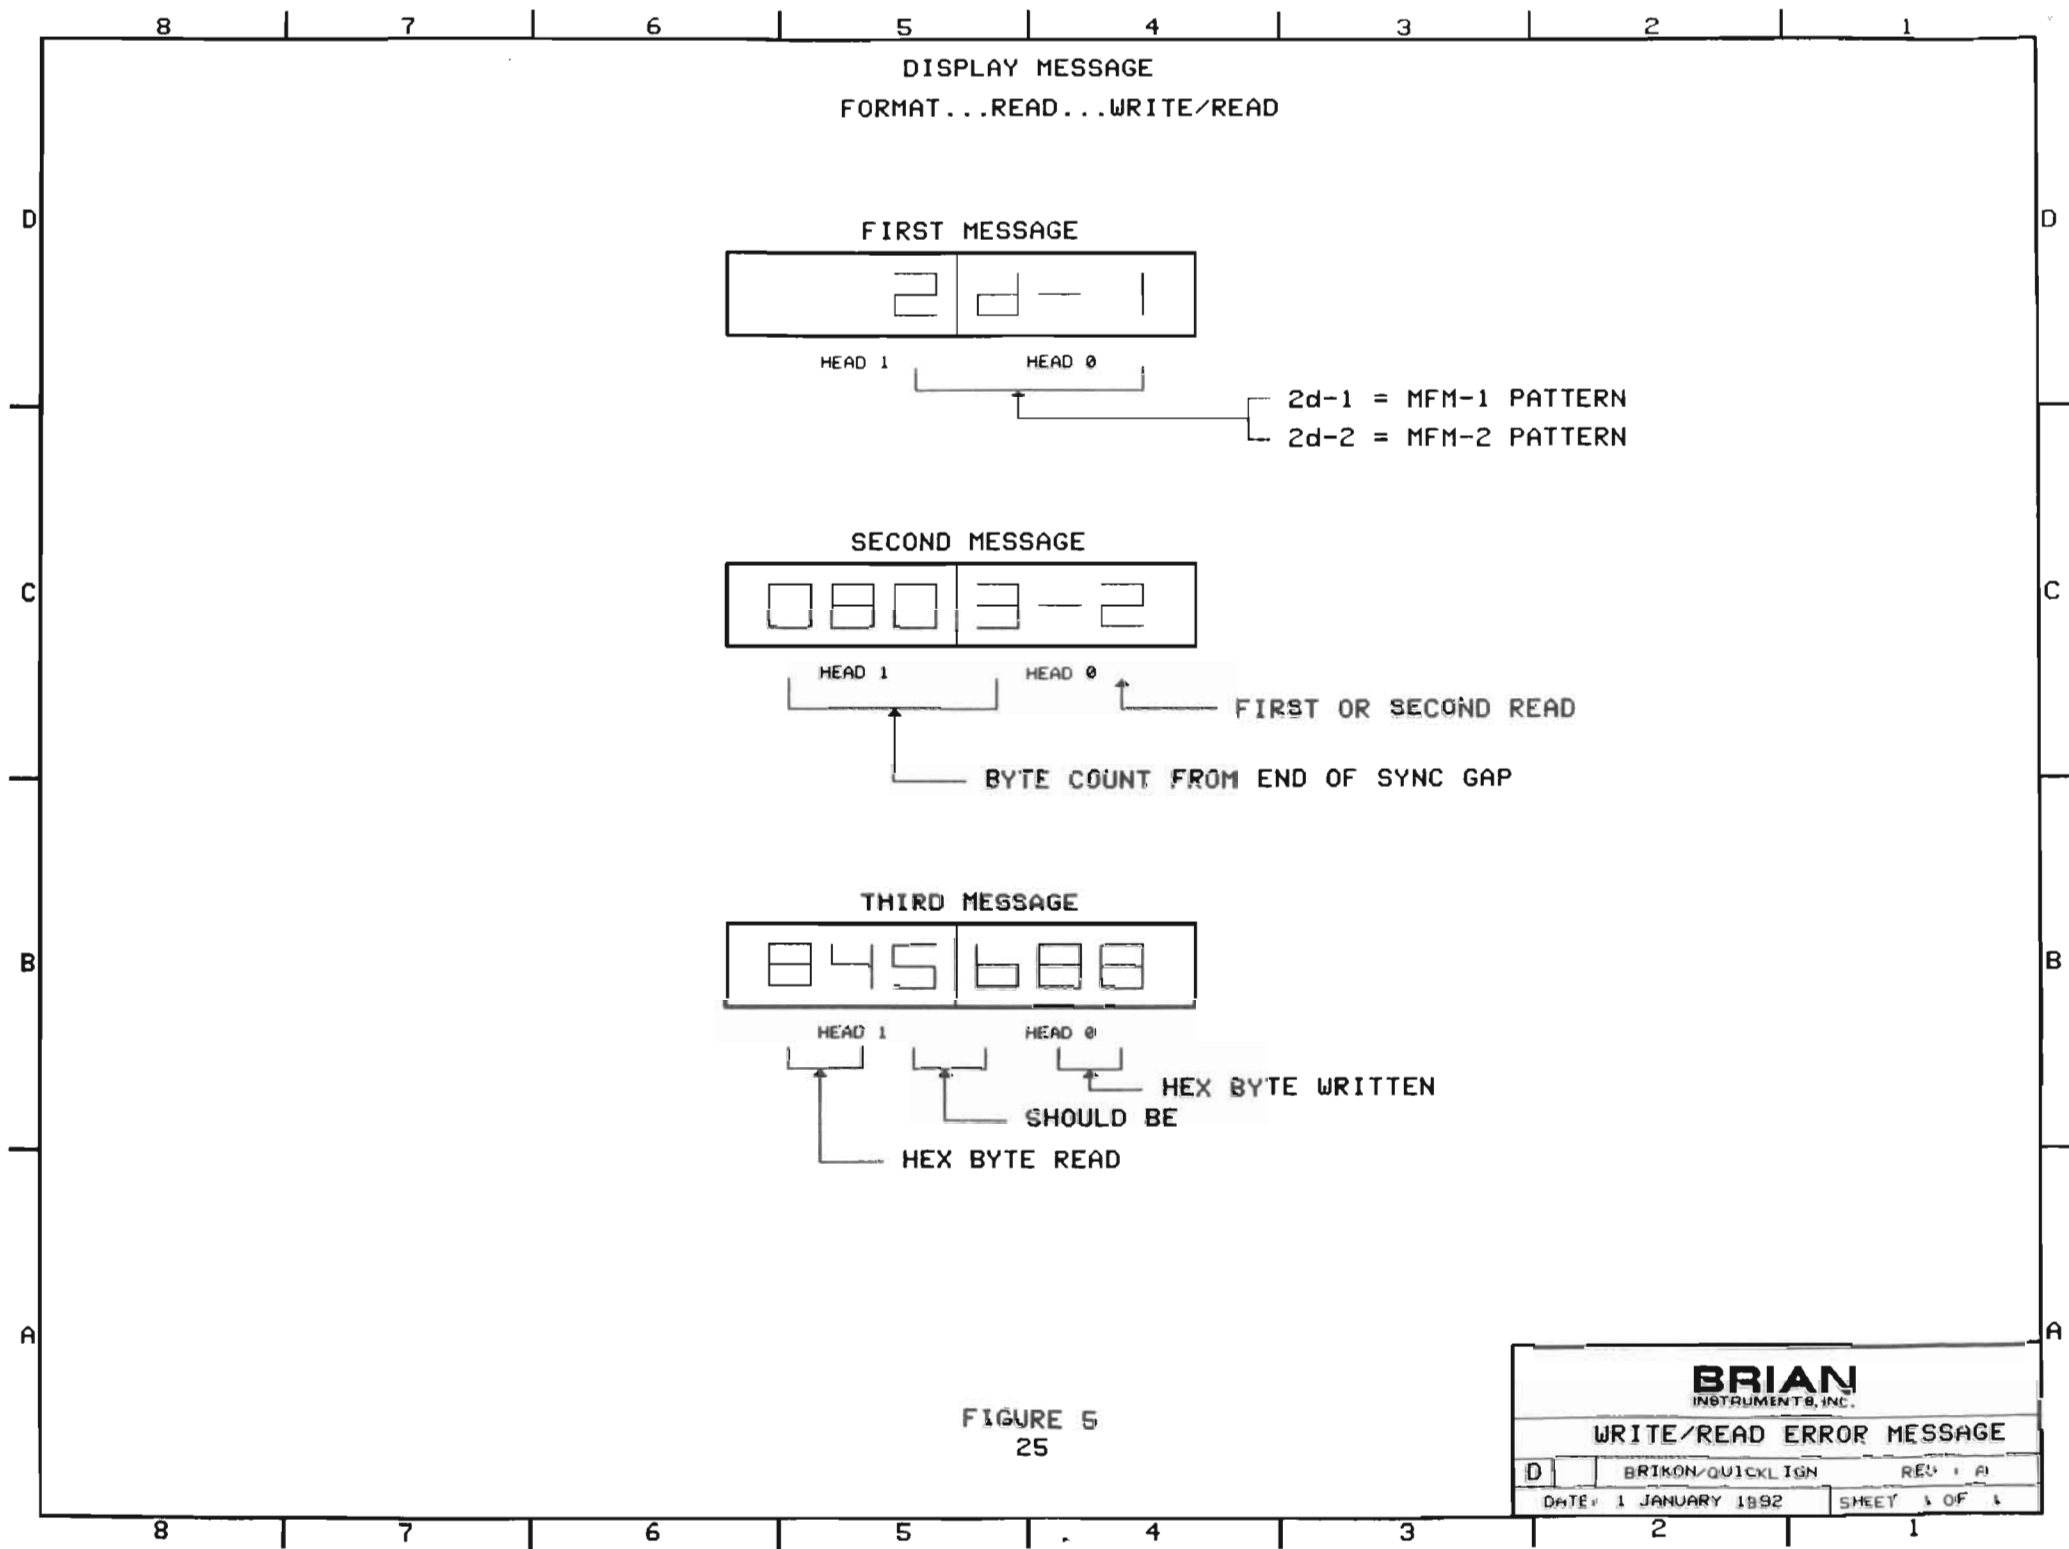 8 7 6 5 4 3 2 1
DISPLAY MESSAGE
FORMAT...READ...WRITE/READ
D D
FIRST MESSAGE
2d-1
HEAD 1 HEAD 0
2d-1 = MFM-1 PATTERN
2d-2 = MFM-2 PATTERN
SECOND MESSAGE
C C
0803-2
HEAD 1 HEAD 0
FIRST OR SECOND READ
BYTE COUNT FROM END OF SYNC GAP
THIRD MESSAGE
B B
845b88
HEAD 1 HEAD 0
HEX BYTE WRITTEN
SHOULD BE
HEX BYTE READ
A A
BRIAN
INSTRUMENTS, INC.
FIGURE 5
25
WRITE/READ ERROR MESSAGE
D BRIKON/QUICKLIGN A
DATE: 1 JANUARY 1992 SHEET OF
8 7 6 5 4 3 2 1